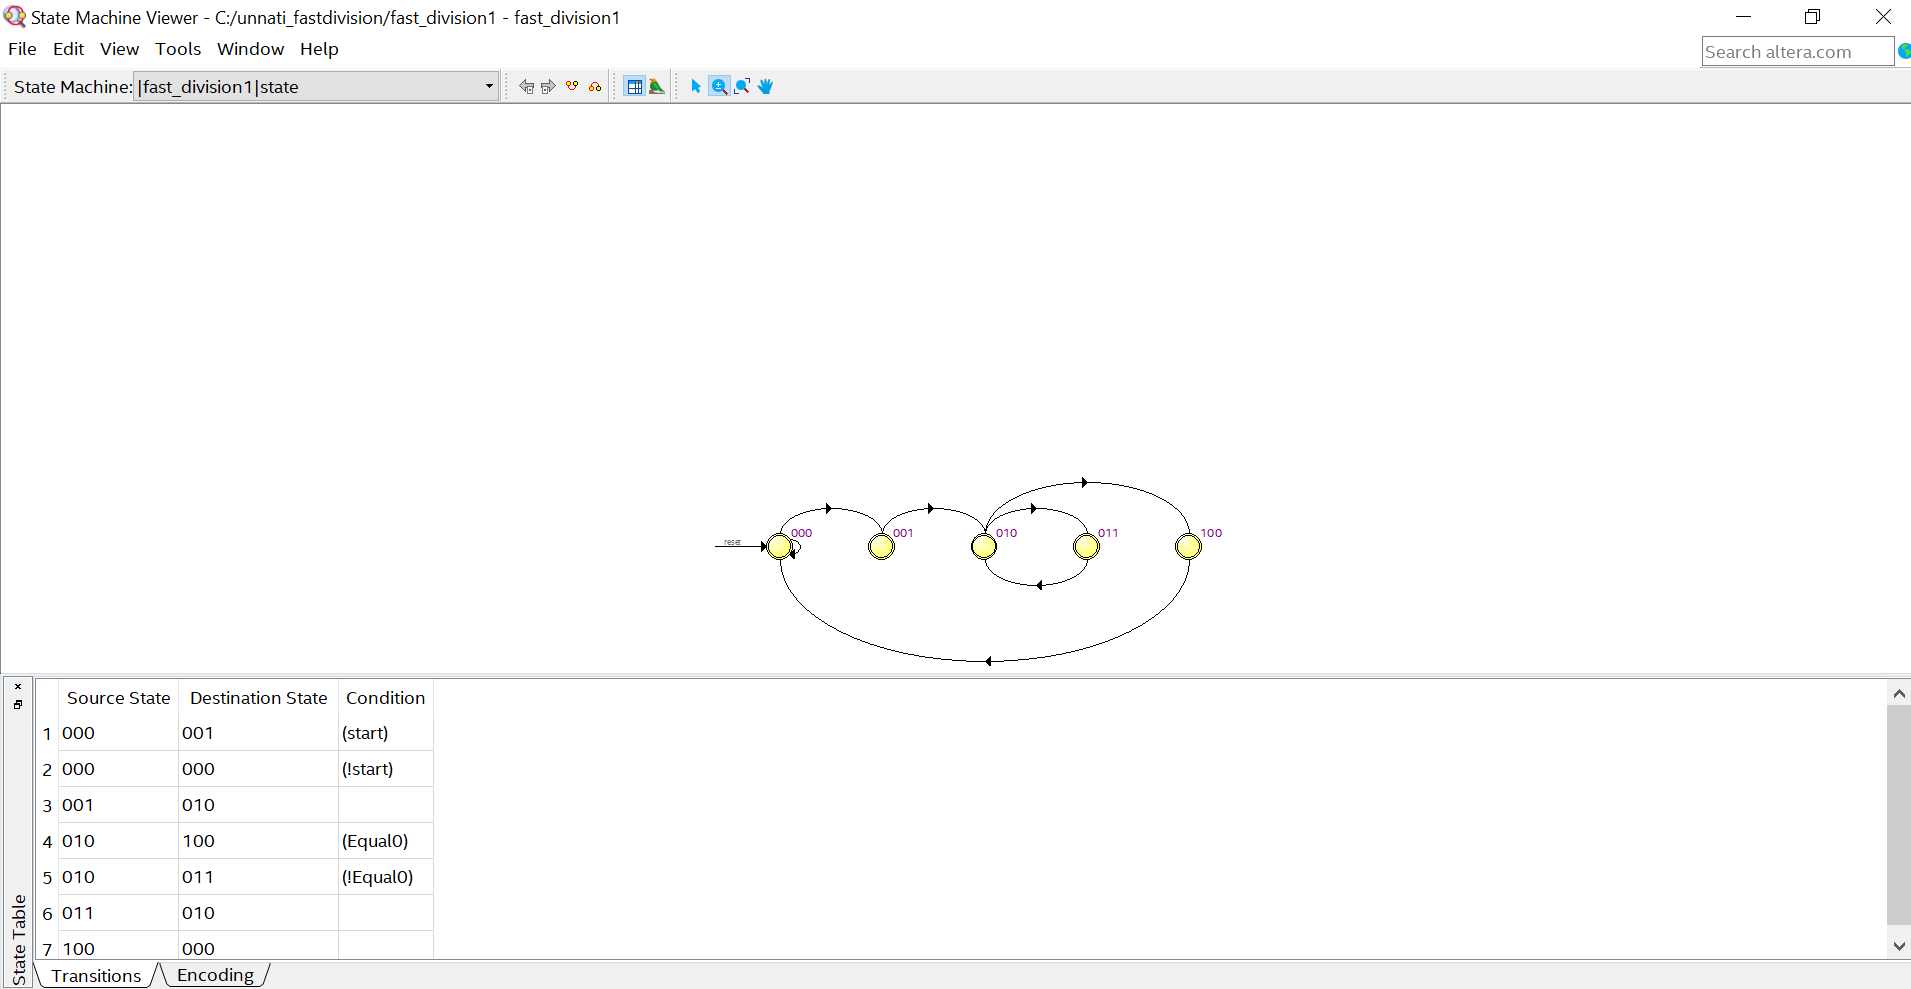 State Machine Viewer - C:/unnati_fastdivision/fast_division1 - fast_division1
File Edit View Tools Window Help
Search altera.com
State Machine: |fast_division1|state
reset
000 001 010 011 100
Source State Destination State Condition
1 000 001 (start)
2 000 000 (!start)
3 001 010
4 010 100 (Equal0)
5 010 011 (!Equal0)
6 011 010
7 100 000
State Table
Transitions Encoding